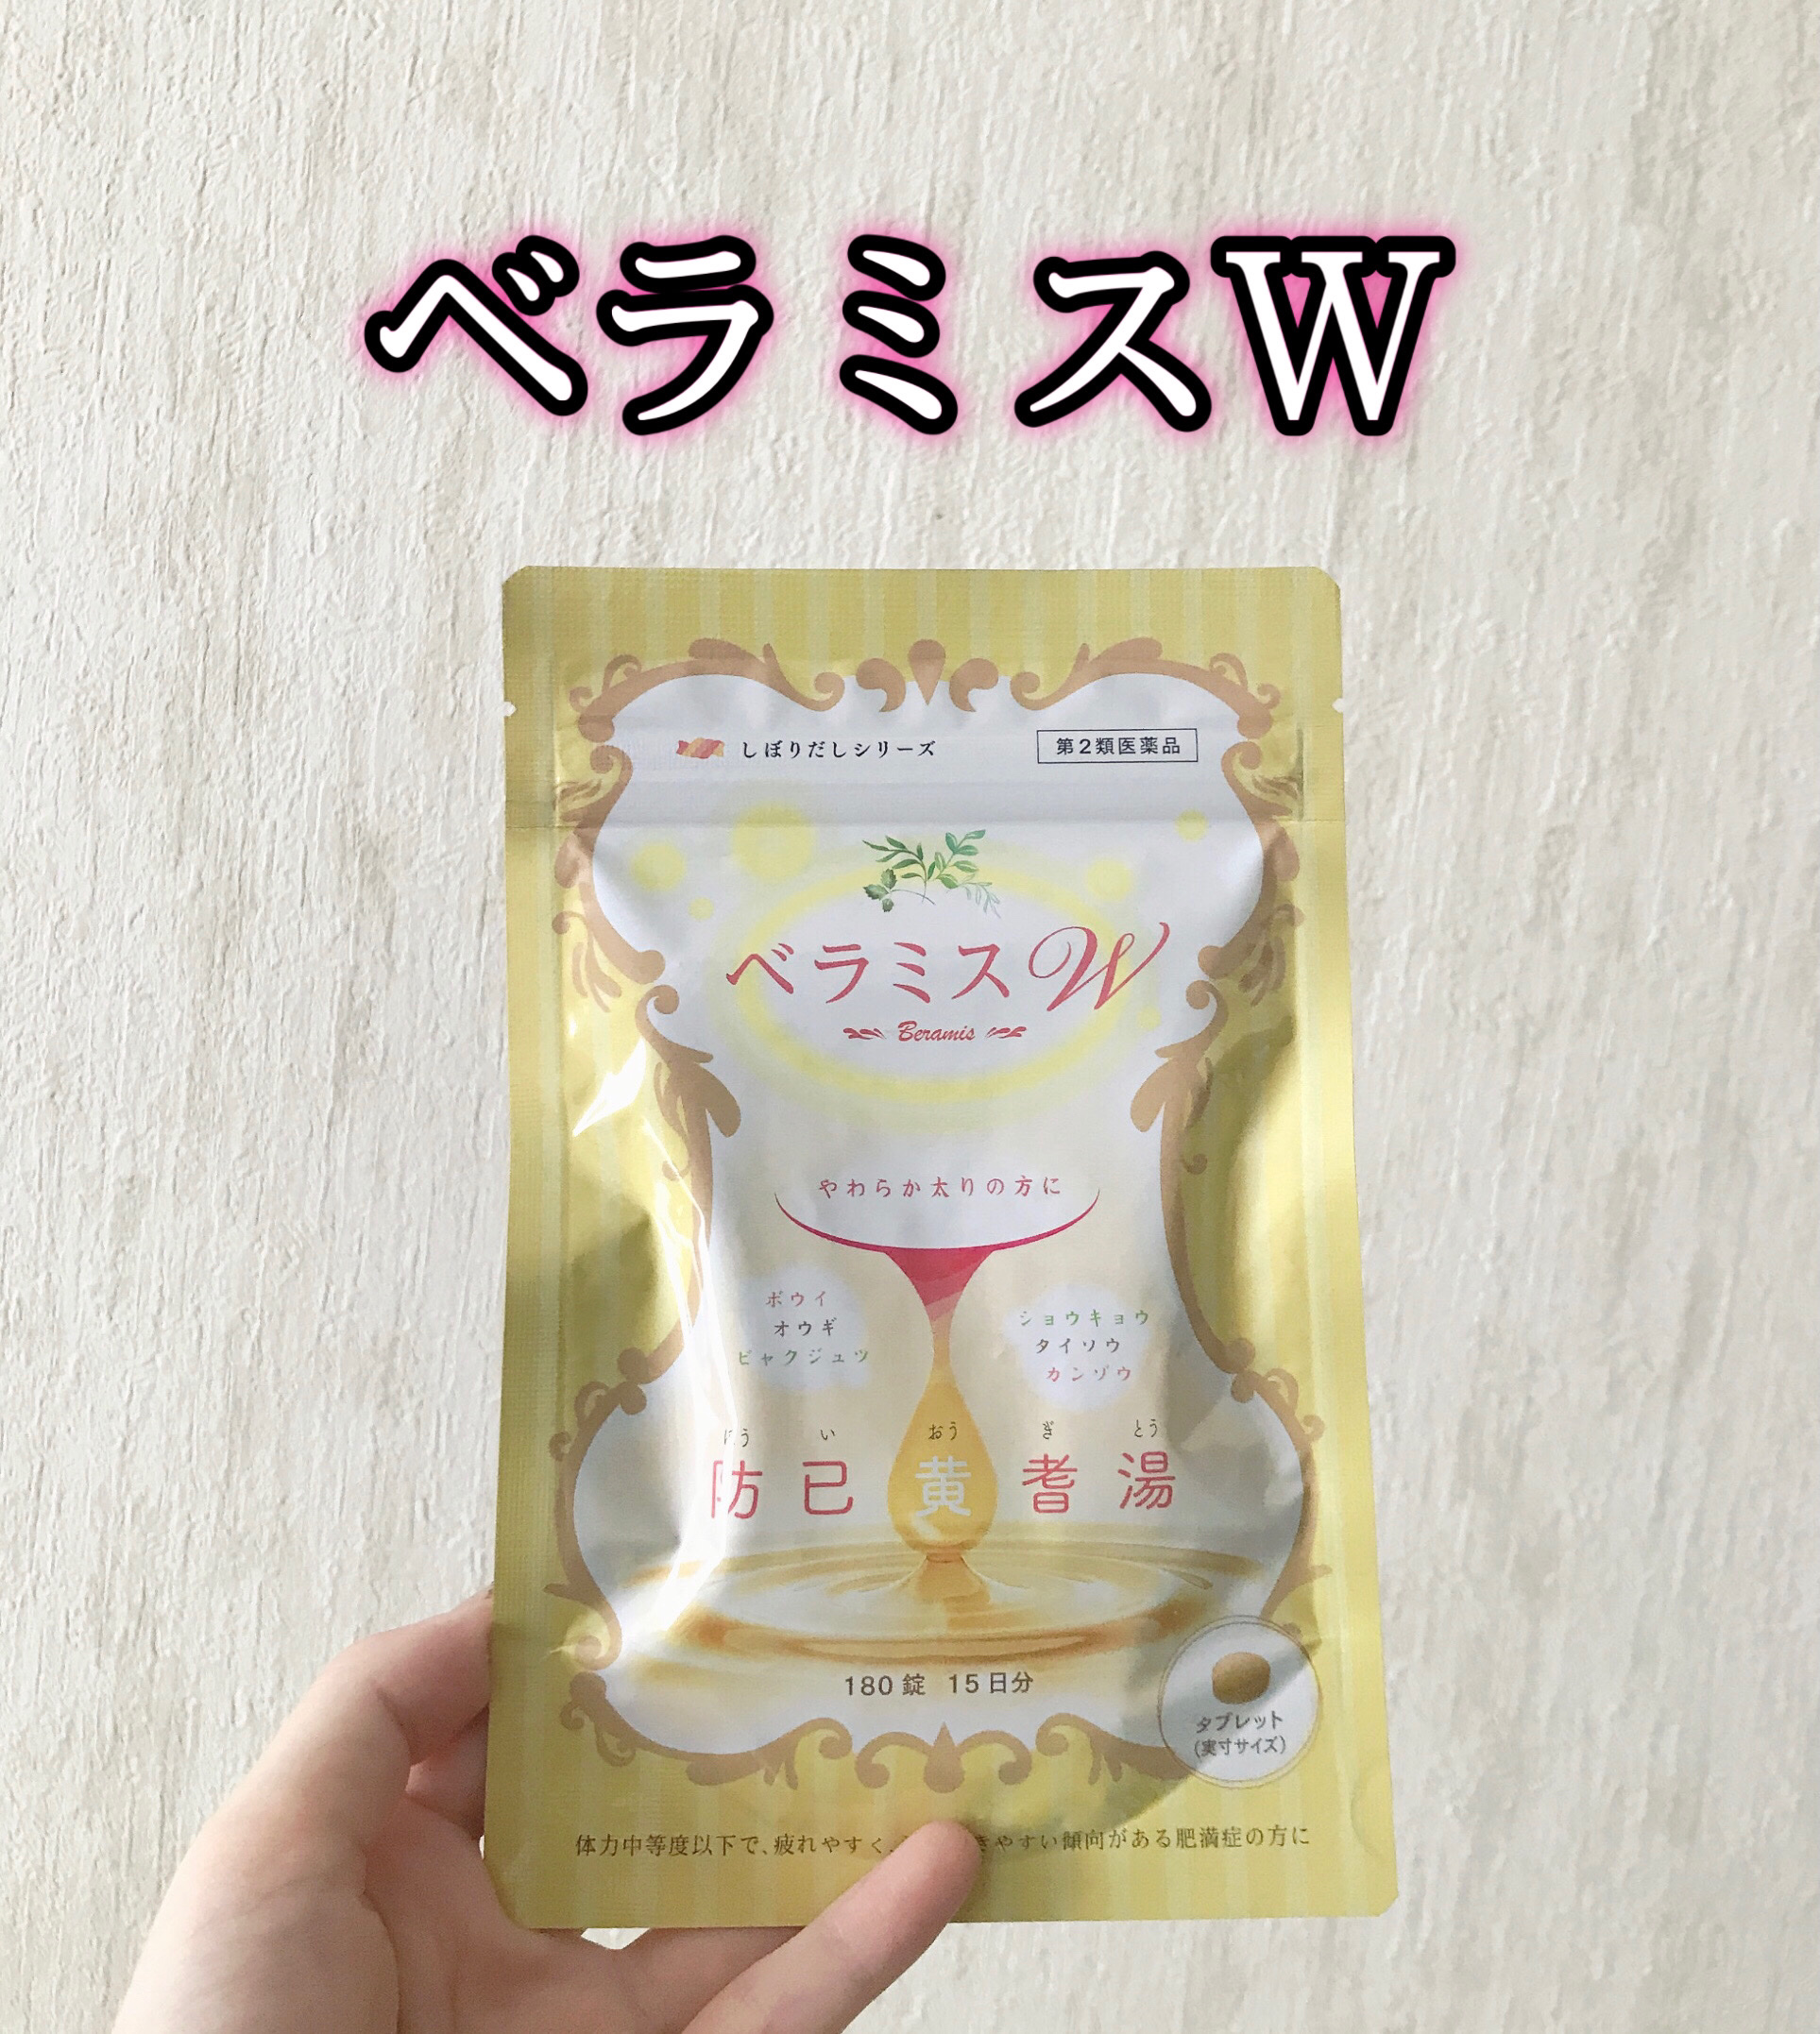 ベラミスW
しぼりだしシリーズ
第2類医薬品
ベラミスW
Beramis
やわらか太りの方に
ボウイ
オウギ
ビャクジュツ
ショウキョウ
タイソウ
カンゾウ
ぼう い おう ぎ とう
防已黄耆湯
180錠 15日分
タブレット
(実寸サイズ)
体力中等度以下で、疲れやすく、 きやすい傾向がある肥満症の方に